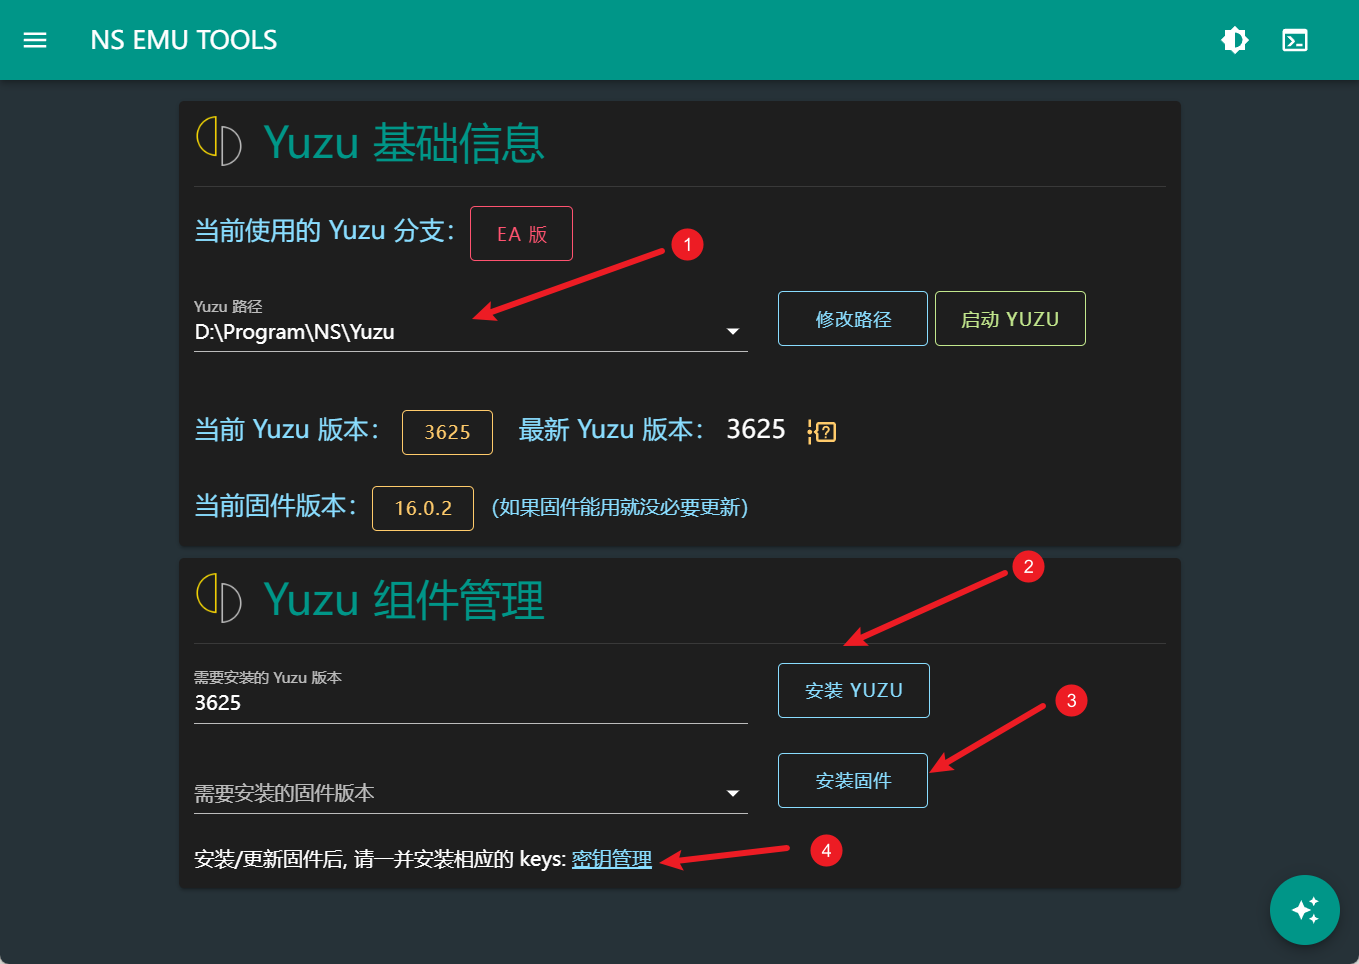 NS EMU TOOLS
Yuzu 基础信息
当前使用的 Yuzu 分支：
EA 版
1
Yuzu 路径
D:\Program\NS\Yuzu
修改路径
启动 YUZU
当前 Yuzu 版本：
3625
最新 Yuzu 版本：
3625
当前固件版本：
16.0.2
(如果固件能用就没必要更新)
2
Yuzu 组件管理
需要安装的 Yuzu 版本
3625
安装 YUZU
3
需要安装的固件版本
安装固件
安装/更新固件后, 请一并安装相应的 keys: 密钥管理
4